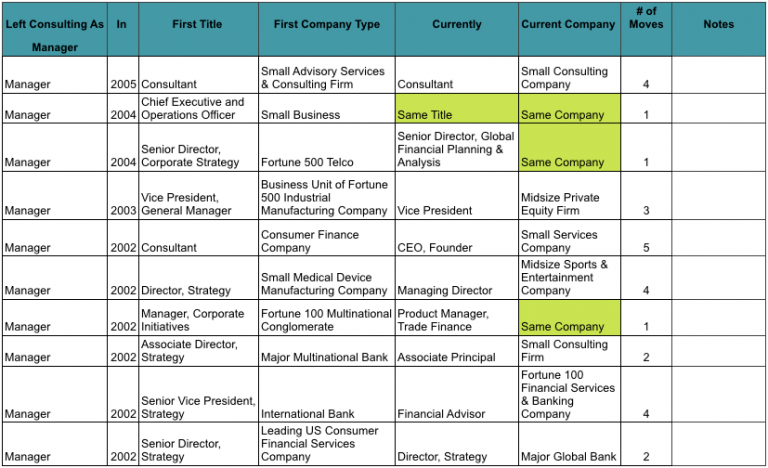 Left Consulting As
Manager
In
First Title
First Company Type
Currently
Current Company
# of
Moves
Notes
Manager
2005
Consultant
Small Advisory Services
& Consulting Firm
Consultant
Small Consulting
Company
4
Manager
2004
Chief Executive and
Operations Officer
Small Business
Same Title
Same Company
1
Manager
2004
Senior Director,
Corporate Strategy
Fortune 500 Telco
Senior Director, Global
Financial Planning &
Analysis
Same Company
1
Manager
2003
Vice President,
General Manager
Business Unit of Fortune
500 Industrial
Manufacturing Company
Vice President
Midsize Private
Equity Firm
3
Manager
2002
Consultant
Consumer Finance
Company
CEO, Founder
Small Services
Company
5
Manager
2002
Director, Strategy
Small Medical Device
Manufacturing Company
Managing Director
Midsize Sports &
Entertainment
Company
4
Manager
2002
Manager, Corporate
Initiatives
Fortune 100 Multinational
Conglomerate
Product Manager,
Trade Finance
Same Company
1
Manager
2002
Associate Director,
Strategy
Major Multinational Bank
Associate Principal
Small Consulting
Firm
2
Manager
2002
Senior Vice President,
Strategy
International Bank
Financial Advisor
Fortune 100
Financial Services
& Banking
Company
4
Manager
2002
Senior Director,
Strategy
Leading US Consumer
Financial Services
Company
Director, Strategy
Major Global Bank
2